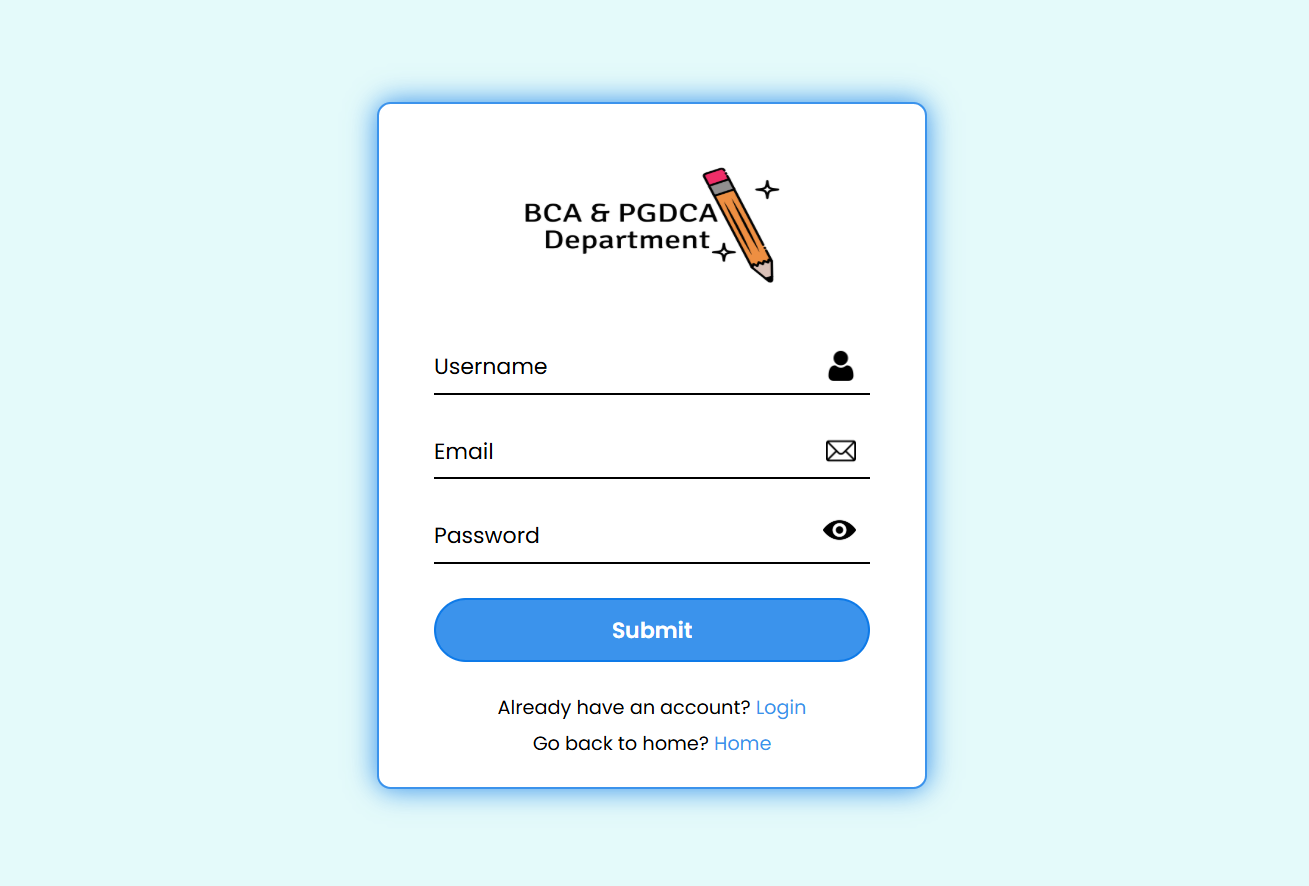 BCA & PGDCA
Department
Username
Email
Password
Submit
Already have an account? Login
Go back to home? Home